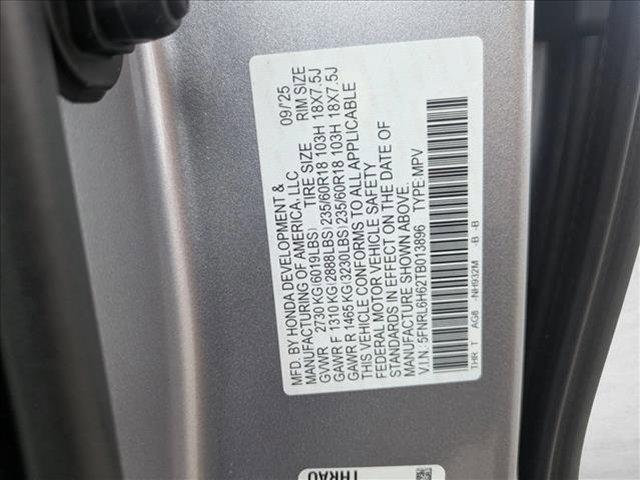 MFD. BY HONDA DEVELOPMENT & 09/'25
MANUFACTURING OF AMERICA, LLC
TIRE SIZE RIM SIZE
GVWR 2730 KG(6019LBS)
GAWR F 1310 KG(2888LBS)235/60R18 103H 18X7.5J
GAWR R 1465 KG(3230LBS)235/60R18 103H 18X7.5J
THIS VEHICLE CONFORMS TO ALL APPLICABLE
FEDERAL MOTOR VEHICLE SAFETY
STANDARDS IN EFFECT ON THE DATE OF
MANUFACTURE SHOWN ABOVE.
V.I.N: 5FNRL6H62TB013896 TYPE: MPV
THR T AG6 -NH932M -B -B
THRA0